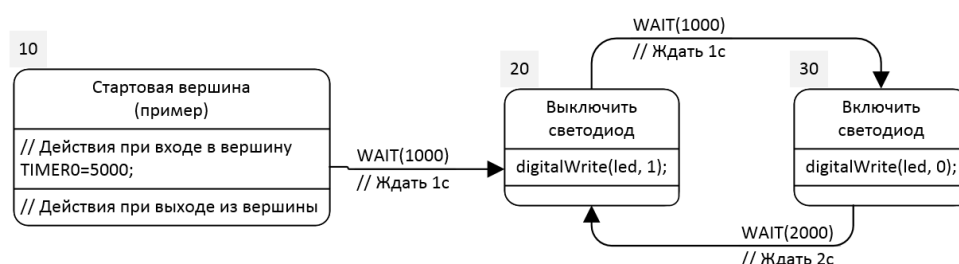 10
Стартовая вершина
(пример)
// Действия при входе в вершину
TIMER0=5000;
// Действия при выходе из вершины
WAIT(1000)
// Ждать 1с
20
Выключить
светодиод
digitalWrite(led, 1);
WAIT(1000)
// Ждать 1с
30
Включить
светодиод
digitalWrite(led, 0);
WAIT(2000)
// Ждать 2с